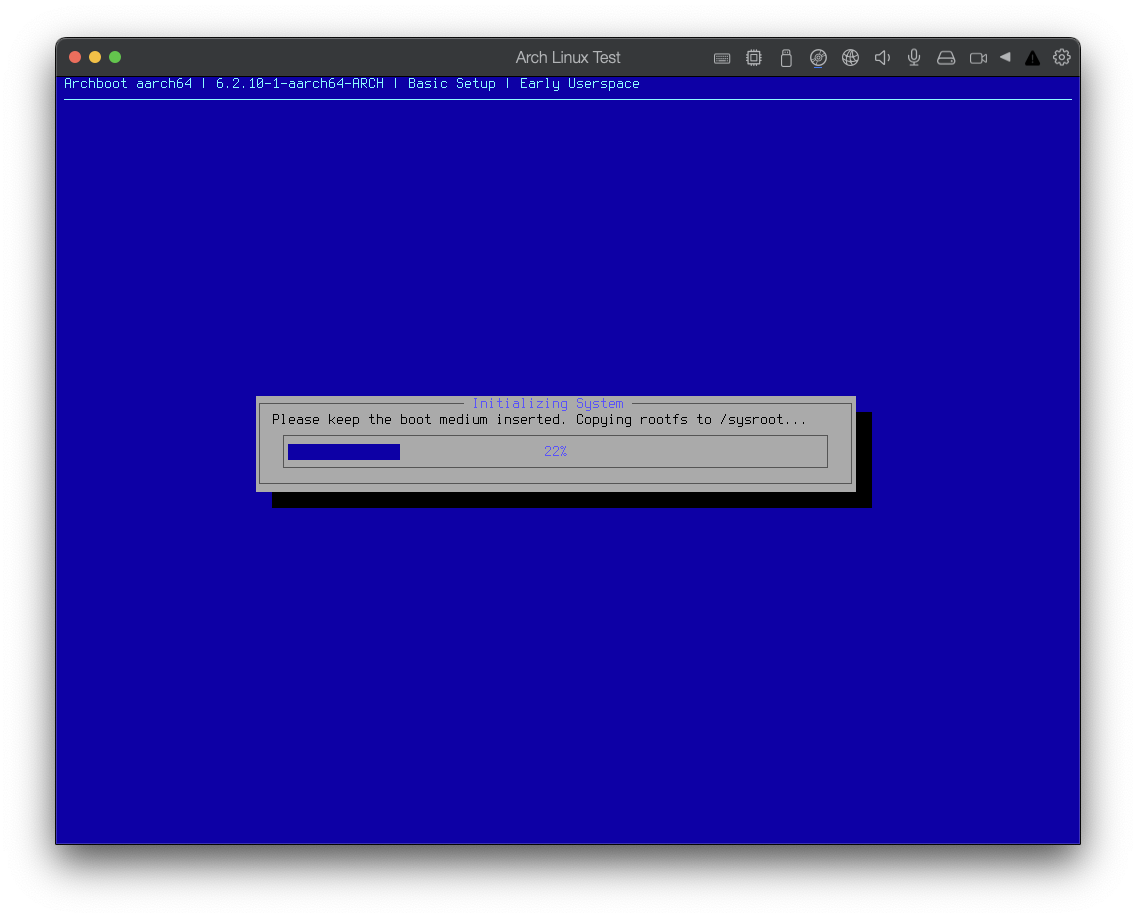 Arch Linux Test
Archboot aarch64 | 6.2.10-1-aarch64-ARCH | Basic Setup | Early Userspace
Initializing System
Please keep the boot medium inserted. Copying rootfs to /sysroot...
22%